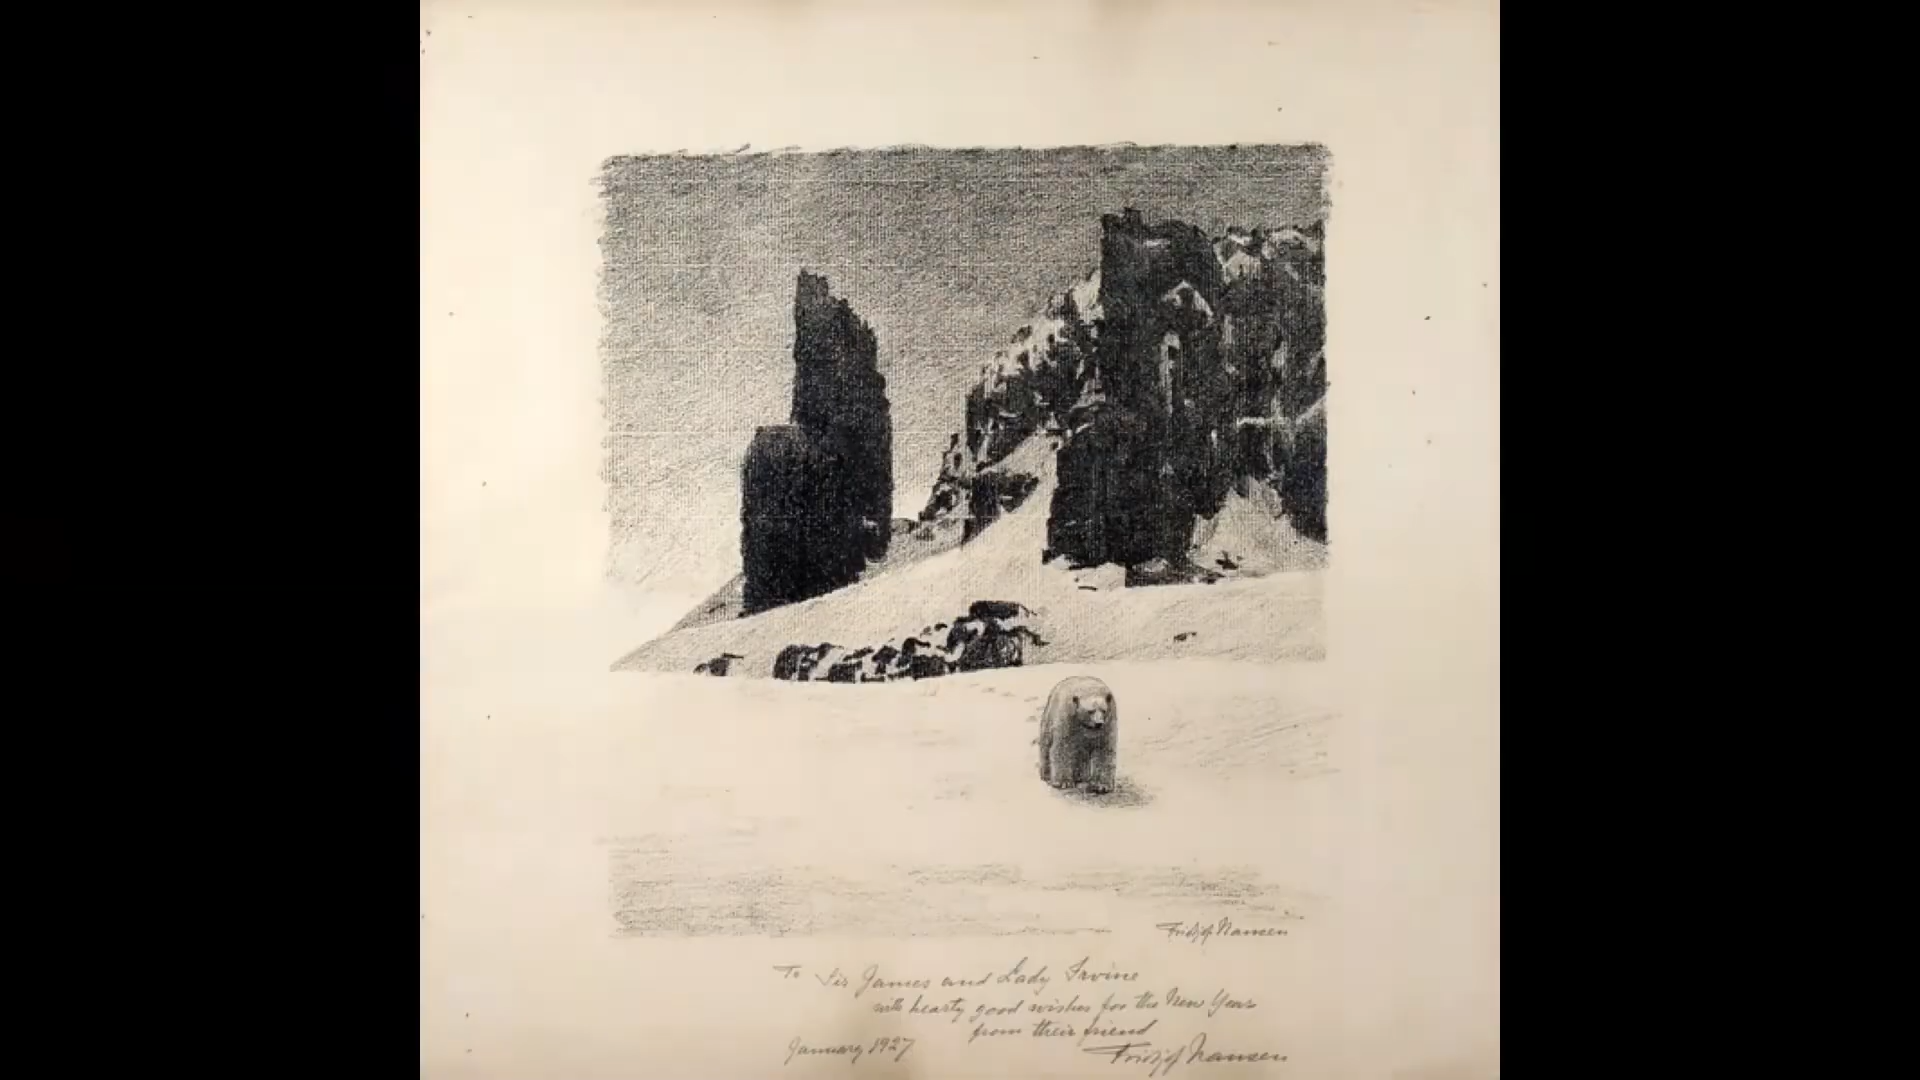 Fridtjof Nansen
To Sir James and Lady Irvine
with hearty good wishes for the New Year
from their friend
January 1927 Fridtjof Nansen